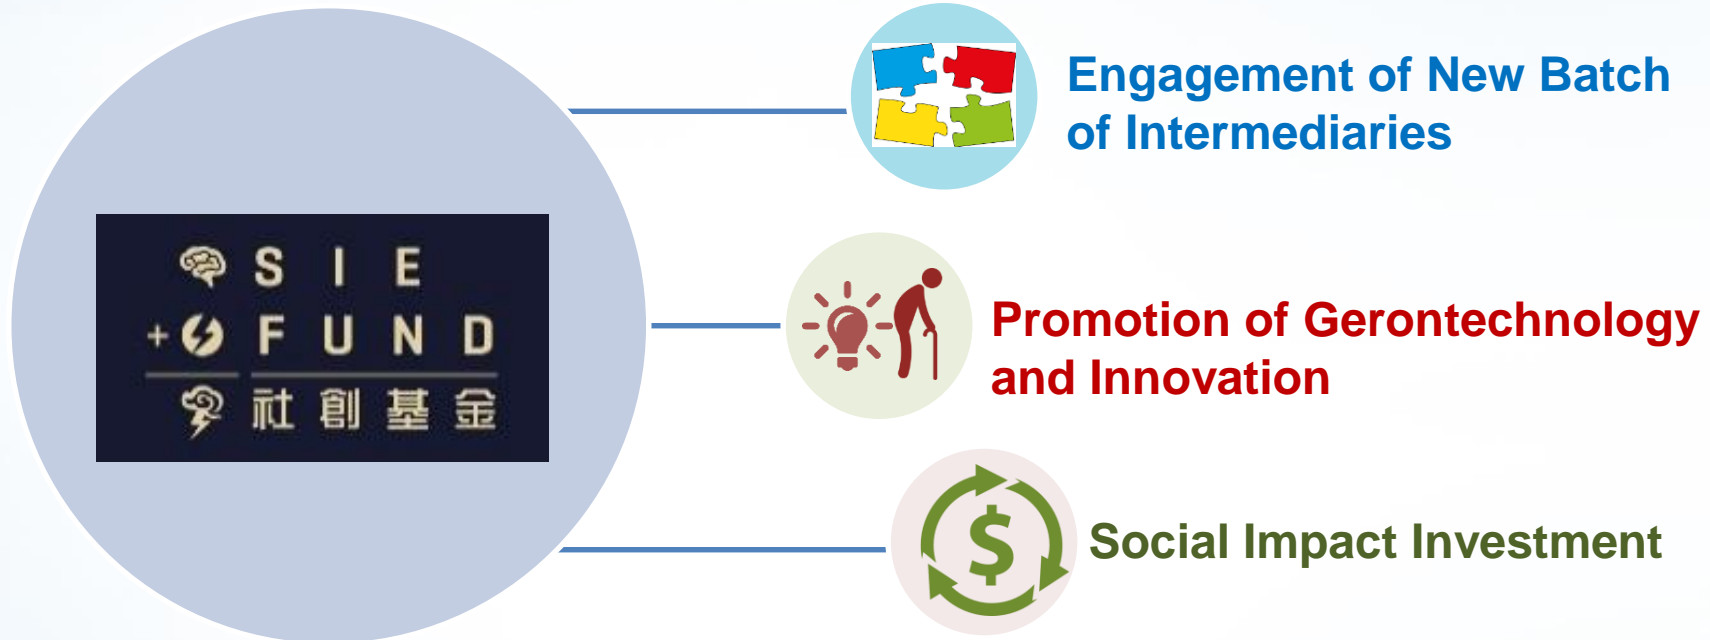 S I E
+ F U N D
社創基金
Engagement of New Batch
of Intermediaries
Promotion of Gerontechnology
and Innovation
$
Social Impact Investment